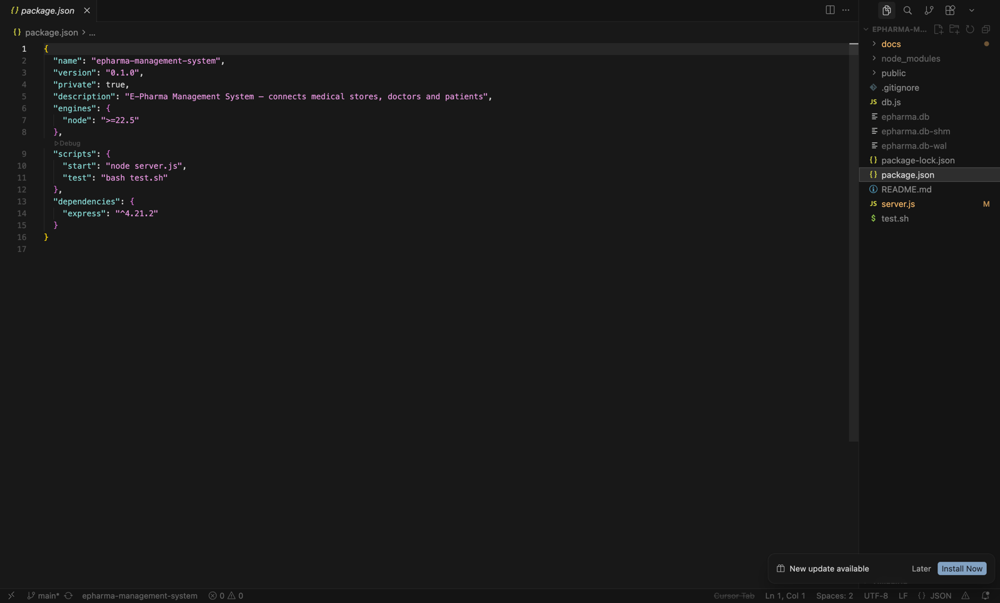 {} package.json
{} package.json > ...
1 {
2 "name": "epharma-management-system",
3 "version": "0.1.0",
4 "private": true,
5 "description": "E-Pharma Management System — connects medical stores, doctors and patients",
6 "engines": {
7 "node": ">=22.5"
8 },
Debug
9 "scripts": {
10 "start": "node server.js",
11 "test": "bash test.sh"
12 },
13 "dependencies": {
14 "express": "^4.21.2"
15 }
16 }
17
EPHARMA-M...
docs
node_modules
public
.gitignore
JS db.js
epharma.db
epharma.db-shm
epharma.db-wal
{} package-lock.json
{} package.json
README.md
JS server.js M
$ test.sh
New update available Later Install Now
main* epharma-management-system 0 0 Cursor Tab Ln 1, Col 1 Spaces: 2 UTF-8 LF {} JSON